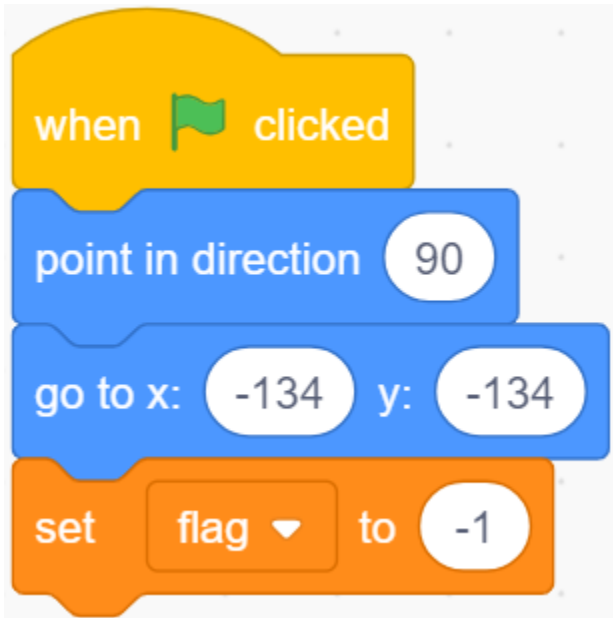 when clicked
point in direction 90
go to x: -134 y: -134
set flag to -1